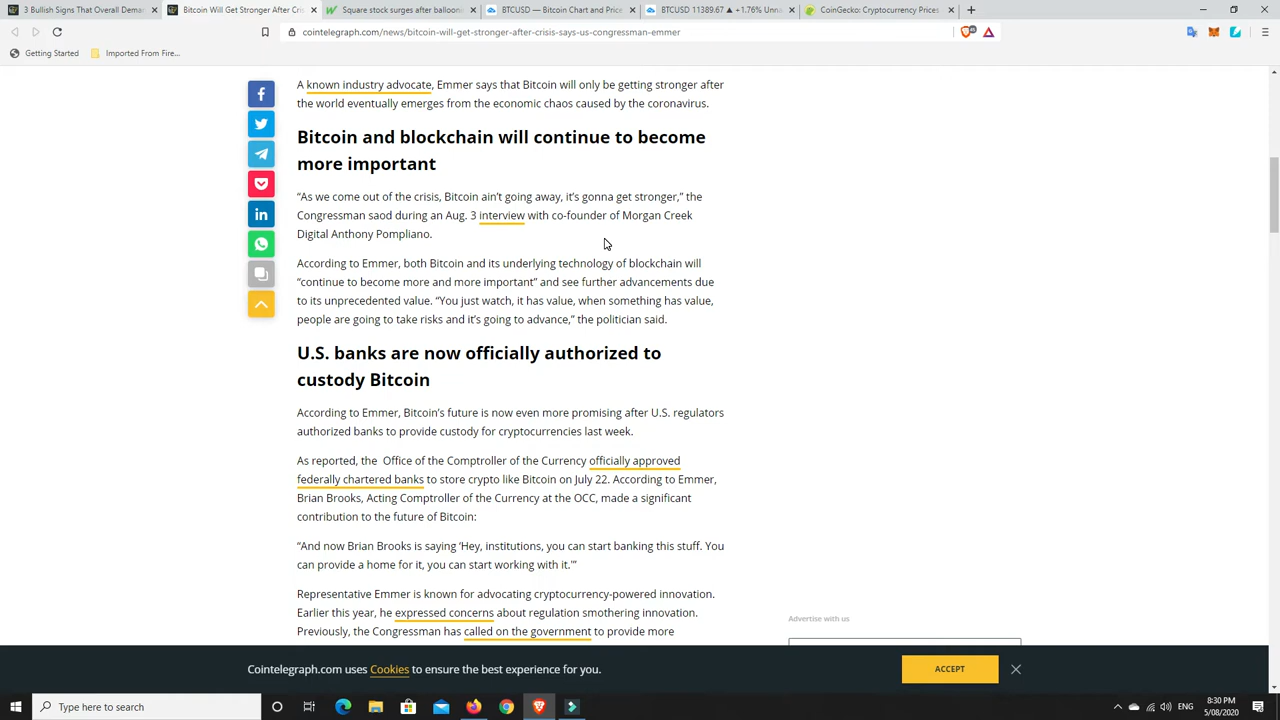 3 Bullish Signs That Overall Demand
Bitcoin Will Get Stronger After Cris
Square stock surges after balloon
BTCUSD — Bitcoin Chart and Price
BTCUSD 11389.67 ▲ +1.76% Unna
CoinGecko: Cryptocurrency Prices
cointelegraph.com/news/bitcoin-will-get-stronger-after-crisis-says-us-congressman-emmer
Getting Started
Imported From Fire...
A known industry advocate, Emmer says that Bitcoin will only be getting stronger after
the world eventually emerges from the economic chaos caused by the coronavirus.
Bitcoin and blockchain will continue to become
more important
“As we come out of the crisis, Bitcoin ain’t going away, it’s gonna get stronger,” the
Congressman saod during an Aug. 3 interview with co-founder of Morgan Creek
Digital Anthony Pompliano.
According to Emmer, both Bitcoin and its underlying technology of blockchain will
“continue to become more and more important” and see further advancements due
to its unprecedented value. “You just watch, it has value, when something has value,
people are going to take risks and it’s going to advance,” the politician said.
U.S. banks are now officially authorized to
custody Bitcoin
According to Emmer, Bitcoin’s future is now even more promising after U.S. regulators
authorized banks to provide custody for cryptocurrencies last week.
As reported, the Office of the Comptroller of the Currency officially approved
federally chartered banks to store crypto like Bitcoin on July 22. According to Emmer,
Brian Brooks, Acting Comptroller of the Currency at the OCC, made a significant
contribution to the future of Bitcoin:
“And now Brian Brooks is saying ‘Hey, institutions, you can start banking this stuff. You
can provide a home for it, you can start working with it.’”
Representative Emmer is known for advocating cryptocurrency-powered innovation.
Earlier this year, he expressed concerns about regulation smothering innovation.
Previously, the Congressman has called on the government to provide more
Advertise with us
Cointelegraph.com uses Cookies to ensure the best experience for you.
ACCEPT
Type here to search
ENG
8:30 PM
5/08/2020